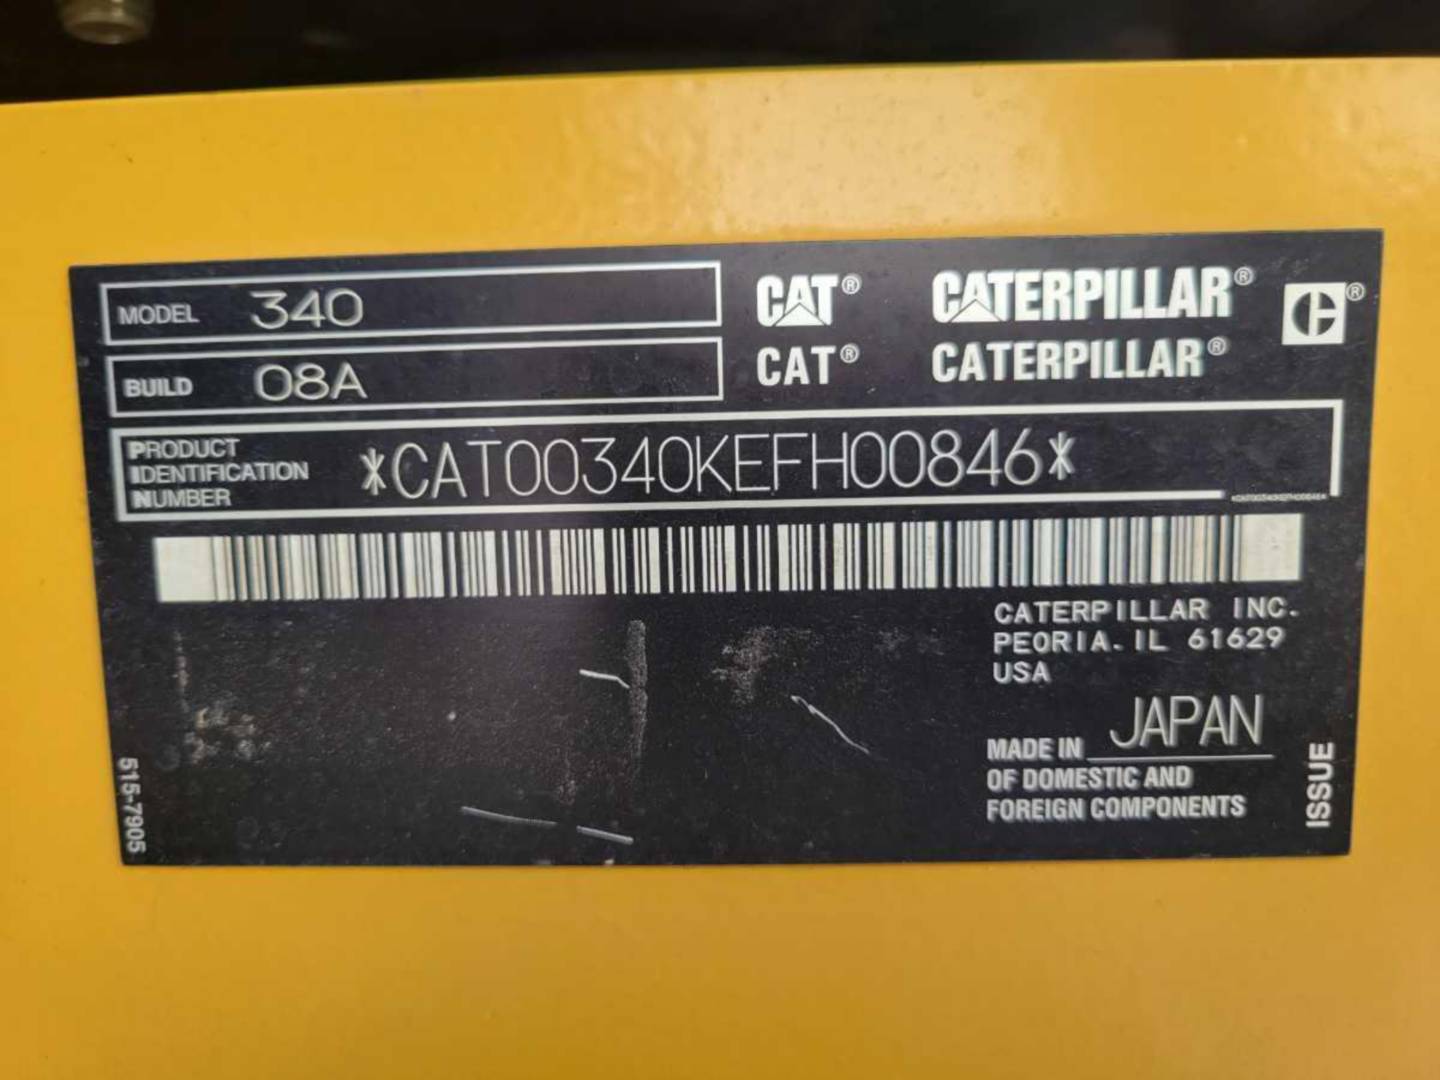 MODEL 340
BUILD 08A
CAT® CATERPILLAR® ®
CAT® CATERPILLAR®
PRODUCT
IDENTIFICATION
NUMBER
*CAT00340KEFH00846*
CATERPILLAR INC.
PEORIA. IL 61629
USA
MADE IN JAPAN
OF DOMESTIC AND
FOREIGN COMPONENTS
ISSUE
515-7905